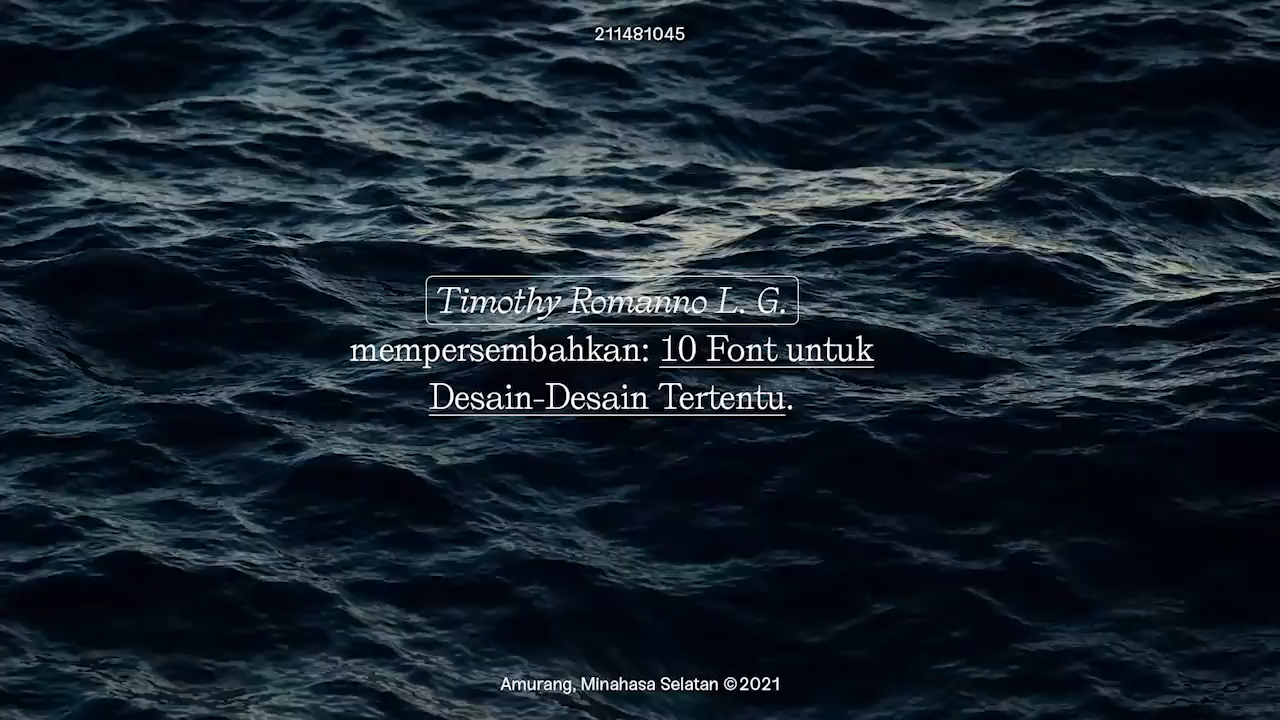 211481045
Timothy Romanno L. G.
mempersembahkan: 10 Font untuk
Desain-Desain Tertentu.
Amurang, Minahasa Selatan ©2021